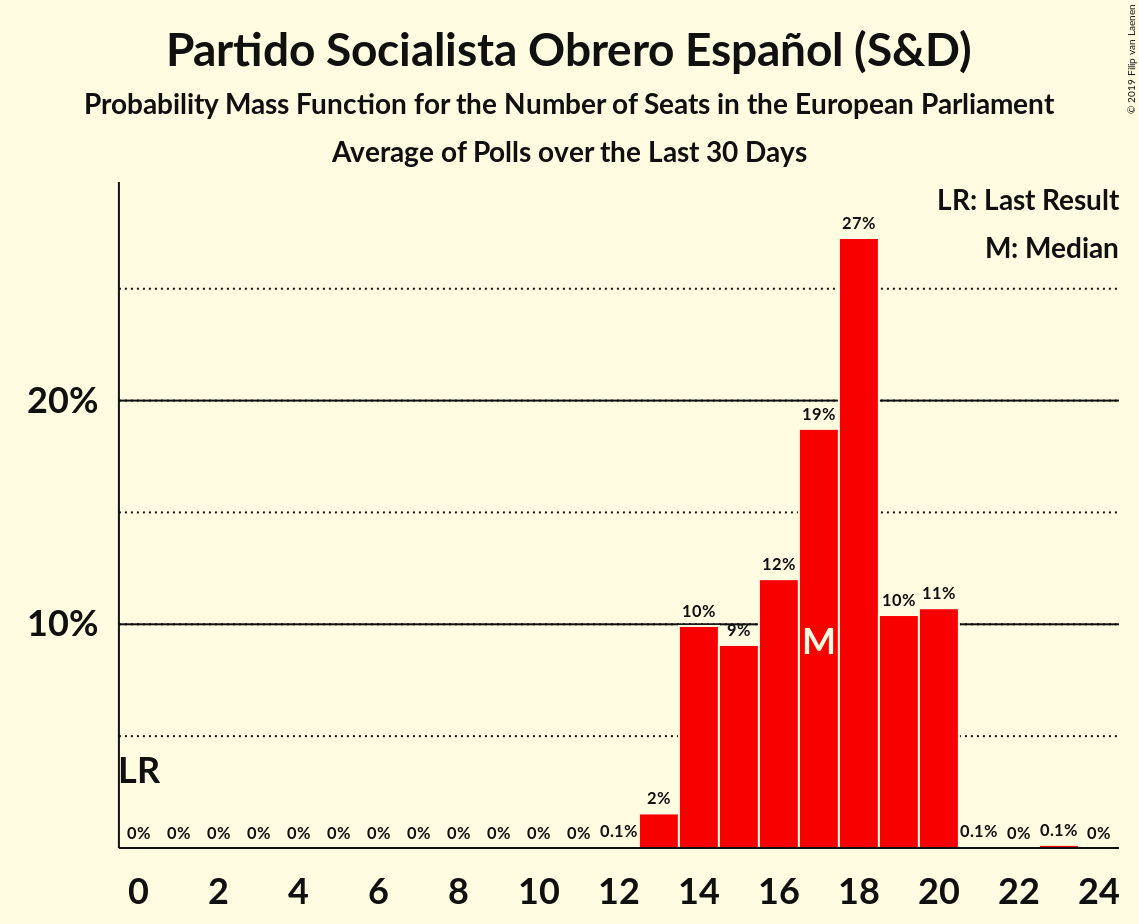 Partido Socialista Obrero Español (S&D)
Probability Mass Function for the Number of Seats in the European Parliament
Average of Polls over the Last 30 Days
© 2019 Filip van Laenen
LR: Last Result
M: Median
20%
10%
LR
M
0% 0% 0% 0% 0% 0% 0% 0% 0% 0% 0% 0% 0.1% 2% 10% 9% 12% 19% 27% 10% 11% 0.1% 0% 0.1% 0%
0 2 4 6 8 10 12 14 16 18 20 22 24